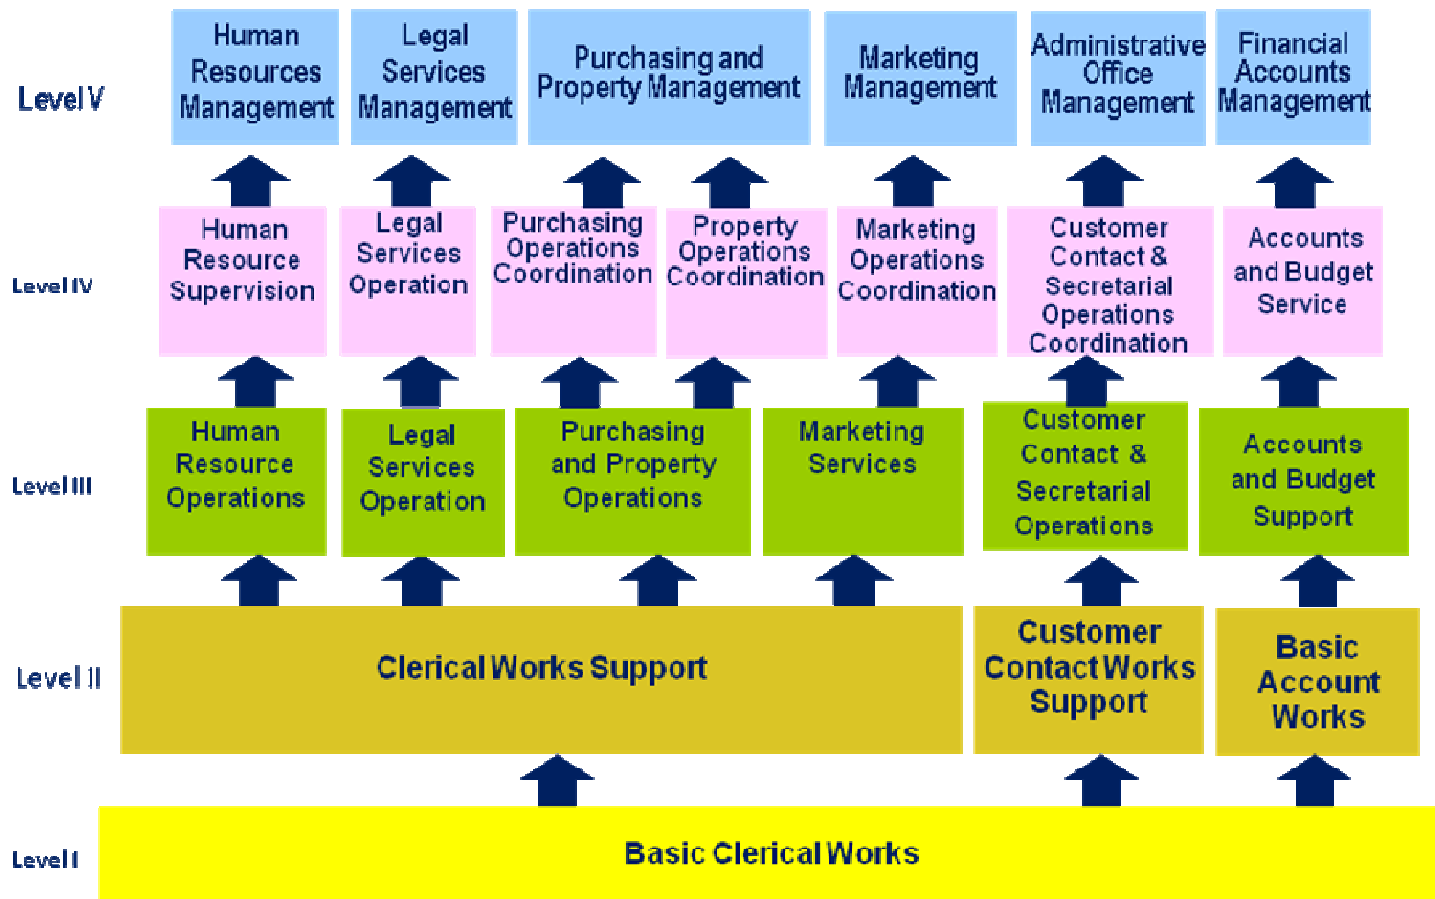 Level V
Human
Resources
Management
Legal
Services
Management
Purchasing and
Property Management
Marketing
Management
Administrative
Office
Management
Financial
Accounts
Management
Level IV
Human
Resource
Supervision
Legal
Services
Operation
Purchasing
Operations
Coordination
Property
Operations
Coordination
Marketing
Operations
Coordination
Customer
Contact &
Secretarial
Operations
Coordination
Accounts
and Budget
Service
Level III
Human
Resource
Operations
Legal
Services
Operation
Purchasing
and Property
Operations
Marketing
Services
Customer
Contact &
Secretarial
Operations
Accounts
and Budget
Support
Level II
Clerical Works Support
Customer
Contact Works
Support
Basic
Account
Works
Level I
Basic Clerical Works